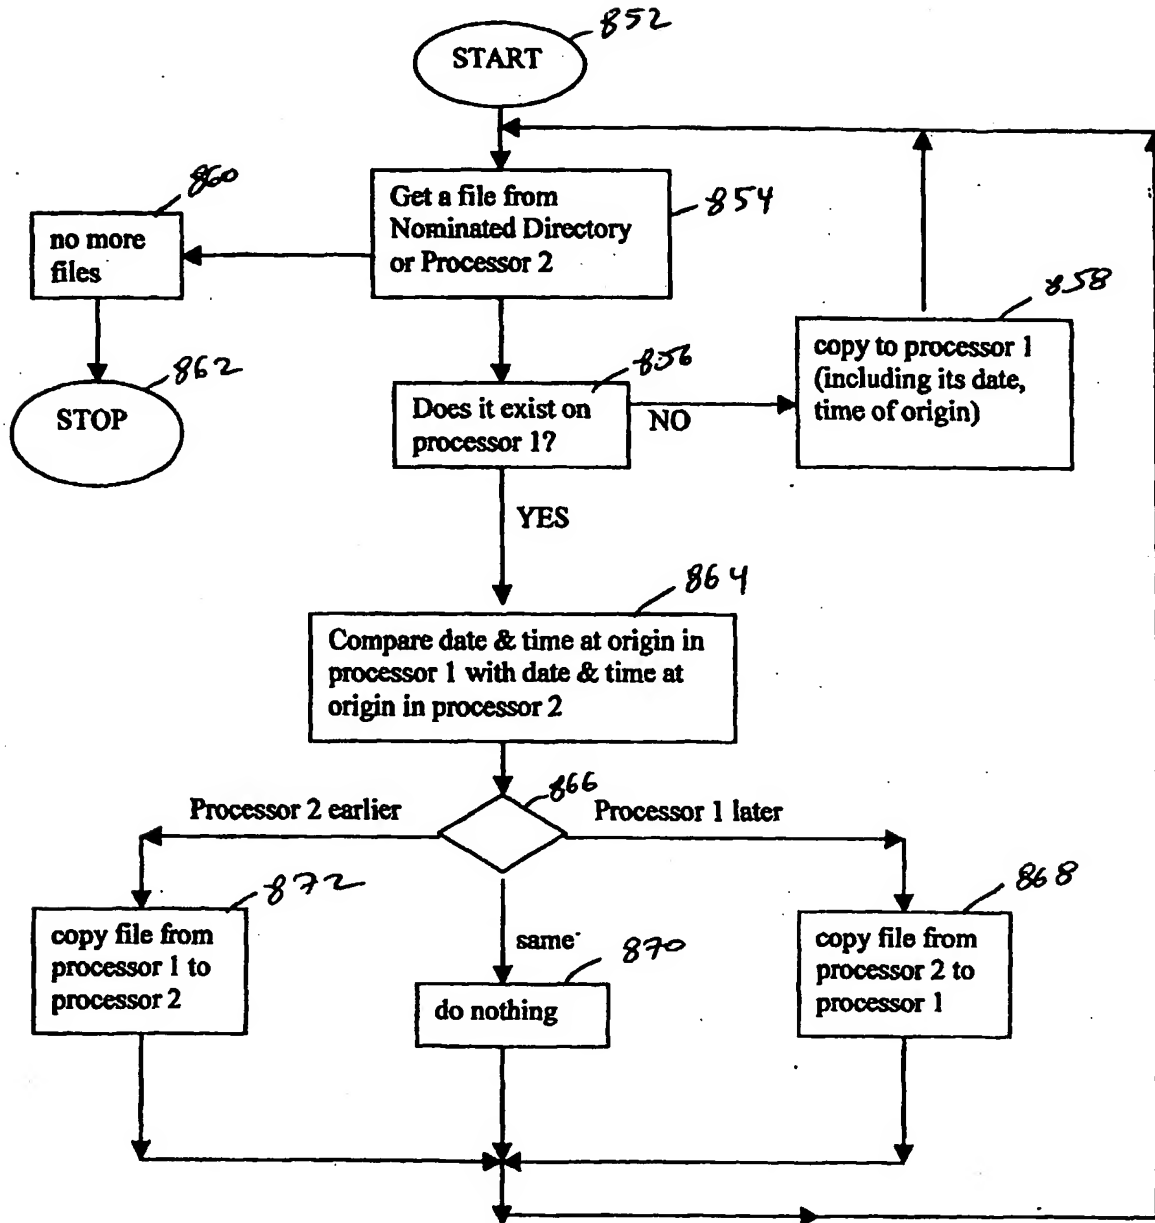 852
START
860
854
Get a file from
Nominated Directory
or Processor 2
no more
files
858
copy to processor 1
(including its date,
time of origin)
862
STOP
856
Does it exist on
processor 1?
NO
YES
864
Compare date & time at origin in
processor 1 with date & time at
origin in processor 2
866
Processor 2 earlier
Processor 1 later
872
868
copy file from
processor 1 to
processor 2
same
870
do nothing
copy file from
processor 2 to
processor 1